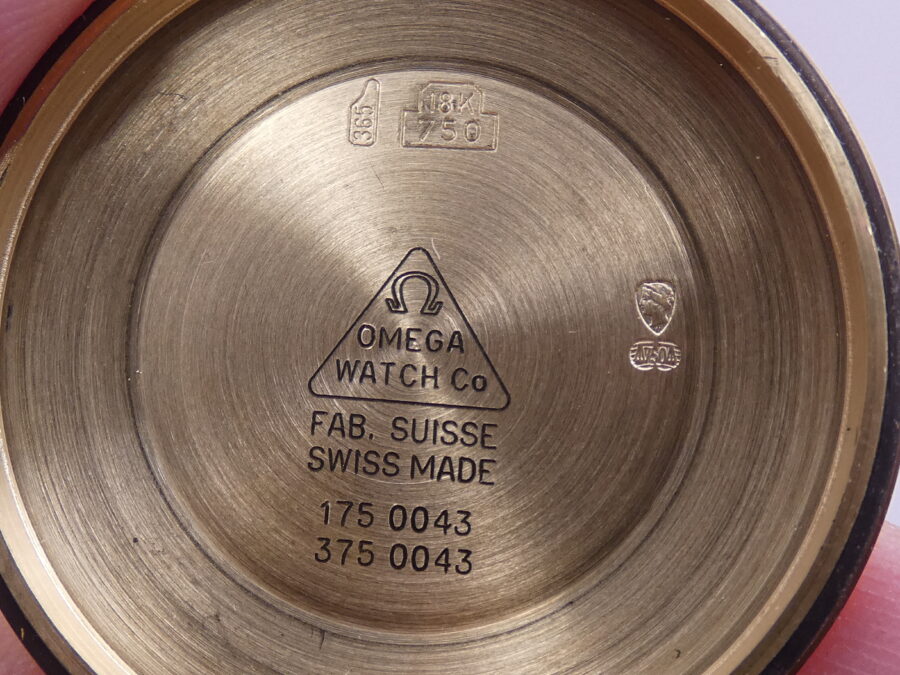 365
18K
750
Ω
OMEGA
WATCH Co
FAB. SUISSE
SWISS MADE
175 0043
375 0043